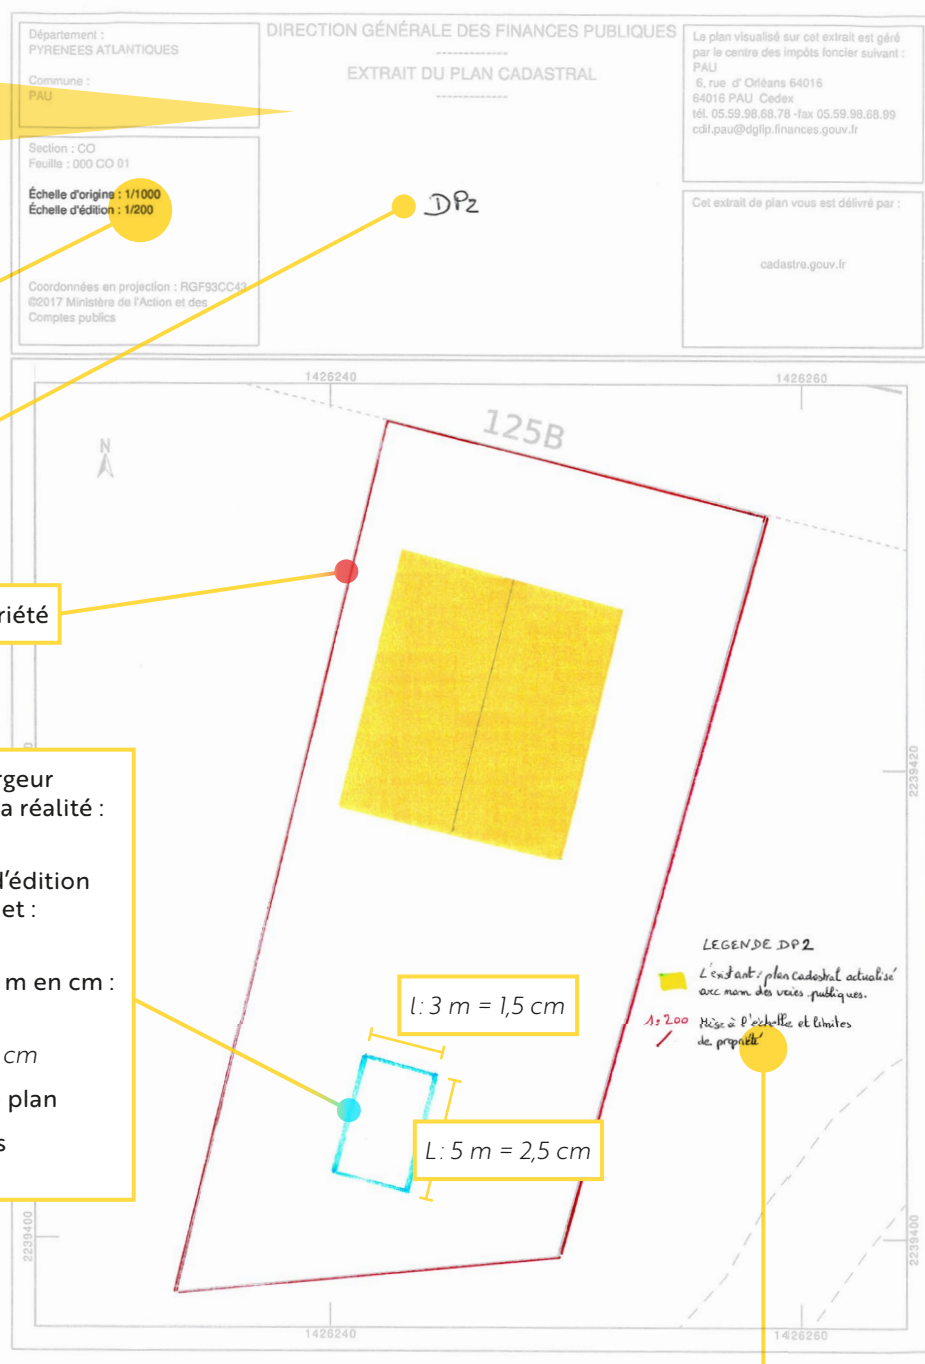 Département :
PYRENEES ATLANTIQUES
Commune :
PAU
Section : CO
Feuille : 000 CO 01
Échelle d'origine : 1/1000
Échelle d'édition : 1/200
Coordonnées en projection : RGF93CC43
©2017 Ministère de l'Action et des
Comptes publics
DIRECTION GÉNÉRALE DES FINANCES PUBLIQUES
------------
EXTRAIT DU PLAN CADASTRAL
------------
DP2
Le plan visualisé sur cet extrait est géré
par le centre des impôts foncier suivant :
PAU
6, rue d' Orléans 64016
64016 PAU Cedex
tél. 05.59.98.68.78 -fax 05.59.98.68.99
cdif.pau@dgfip.finances.gouv.fr
Cet extrait de plan vous est délivré par :
cadastre.gouv.fr
1426240
1426260
N
125B
riété
2239420
rgeur
a réalité :
d'édition
et :
m en cm :
cm
plan
s
l : 3 m = 1,5 cm
L : 5 m = 2,5 cm
LEGENDE DP2
L'existant : plan cadastral actualisé
avec nom des voies publiques.
1:200 Mise à l'échelle et limites
de propriété
2239400
2239400
1426240
1426260